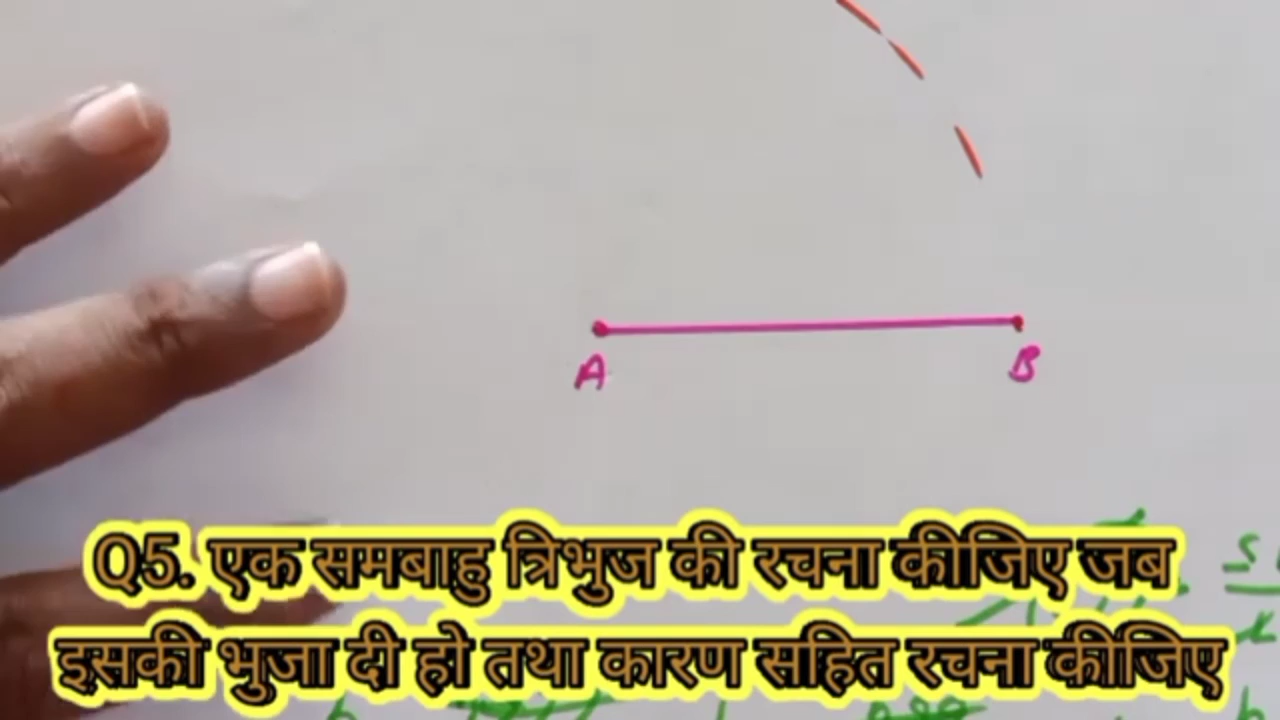 A
B
Q5. एक समबाहु त्रिभुज की रचना कीजिए जब
इसकी भुजा दी हो तथा कारण सहित रचना कीजिए